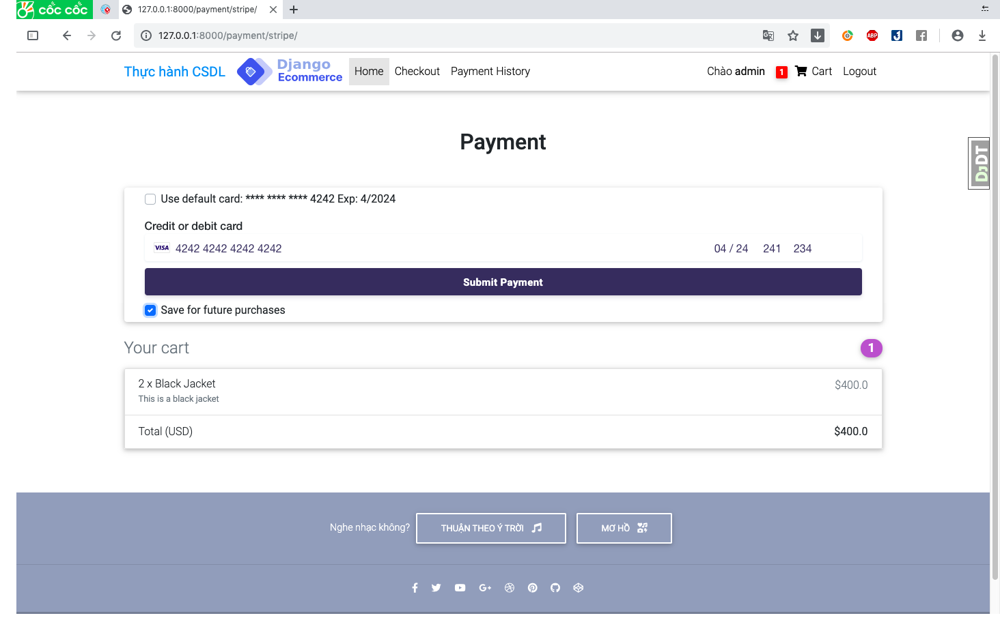 cốc cốc
127.0.0.1:8000/payment/stripe/
127.0.0.1:8000/payment/stripe/
ABP
Thực hành CSDL Django Ecommerce Home Checkout Payment History Chào admin 1 Cart Logout
Payment
DjDT
Use default card: **** **** **** 4242 Exp: 4/2024
Credit or debit card
VISA 4242 4242 4242 4242 04 / 24 241 234
Submit Payment
Save for future purchases
Your cart 1
2 x Black Jacket $400.0
This is a black jacket
Total (USD) $400.0
Nghe nhạc không? THUẬN THEO Ý TRỜI MƠ HỒ